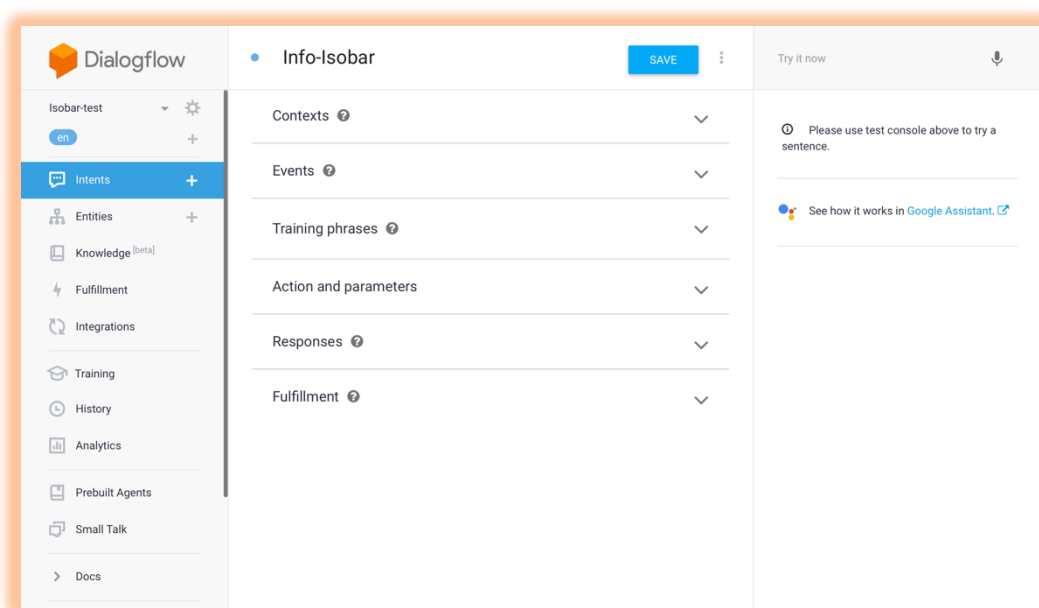 Dialogflow
Isobar-test
en
Intents
Entities
Knowledge [beta]
Fulfillment
Integrations
Training
History
Analytics
Prebuilt Agents
Small Talk
Docs
Info-Isobar
SAVE
Contexts
Events
Training phrases
Action and parameters
Responses
Fulfillment
Try it now
Please use test console above to try a
sentence.
See how it works in Google Assistant.